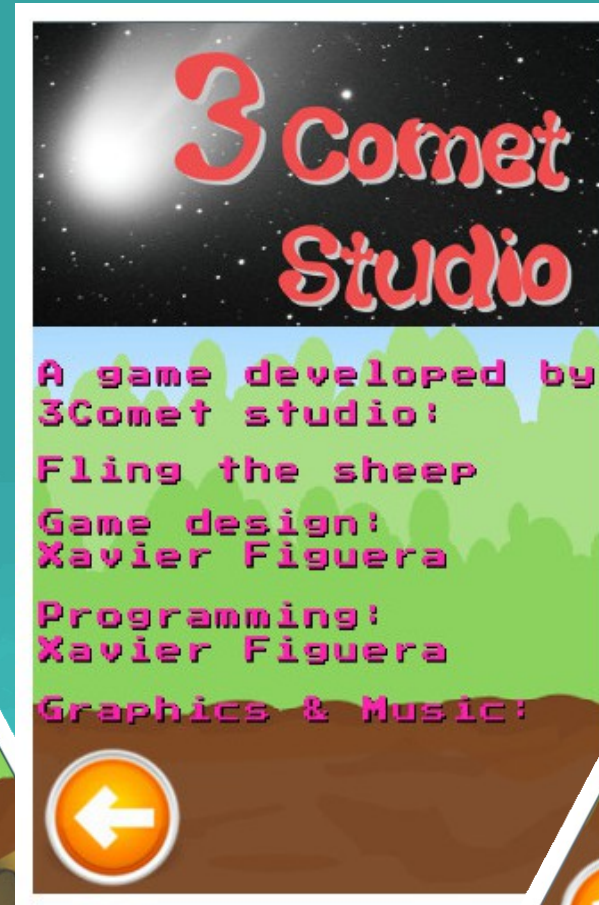 3 Comet
Studio
A game developed by
3Comet studio:
Fling the sheep
Game design:
Xavier Figuera
Programming:
Xavier Figuera
Graphics & Music: